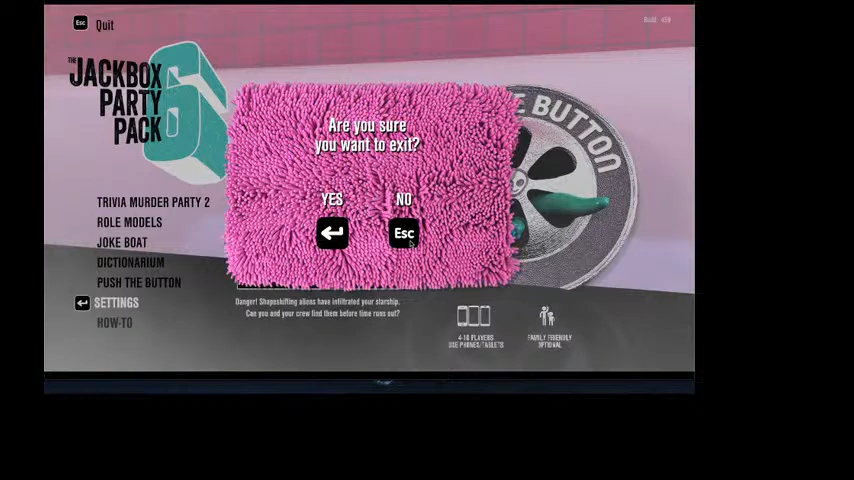 Esc Quit
Build: 459
THE
JACKBOX
PARTY
PACK
6
BUTTON
Are you sure
you want to exit?
YES NO
Esc
TRIVIA MURDER PARTY 2
ROLE MODELS
JOKE BOAT
DICTIONARIUM
PUSH THE BUTTON
SETTINGS
HOW-TO
Danger! Shapeshifting aliens have infiltrated your starship.
Can you and your crew find them before time runs out?
4-10 PLAYERS
USE PHONES/TABLETS
FAMILY FRIENDLY
OPTIONAL